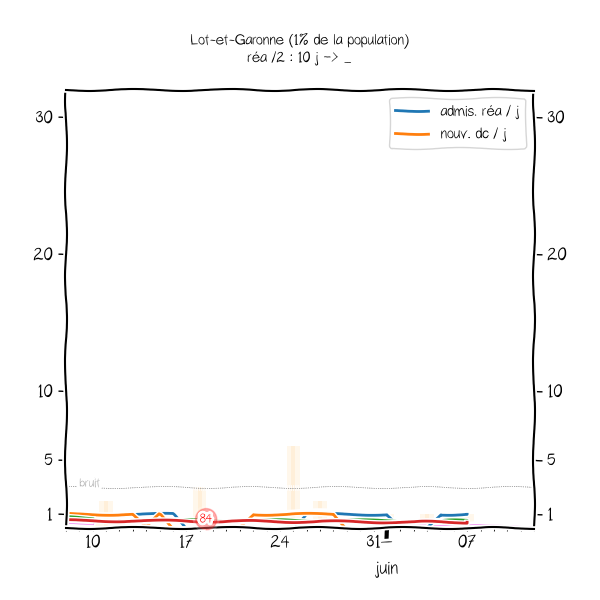 Lot-et-Garonne (1% de la population)
réa /2 : 10 j -> _
admis. réa / j
nouv. dc / j
30
30
20
20
10
10
5
5
bruit
1
1
84
10
17
24
31
07
juin